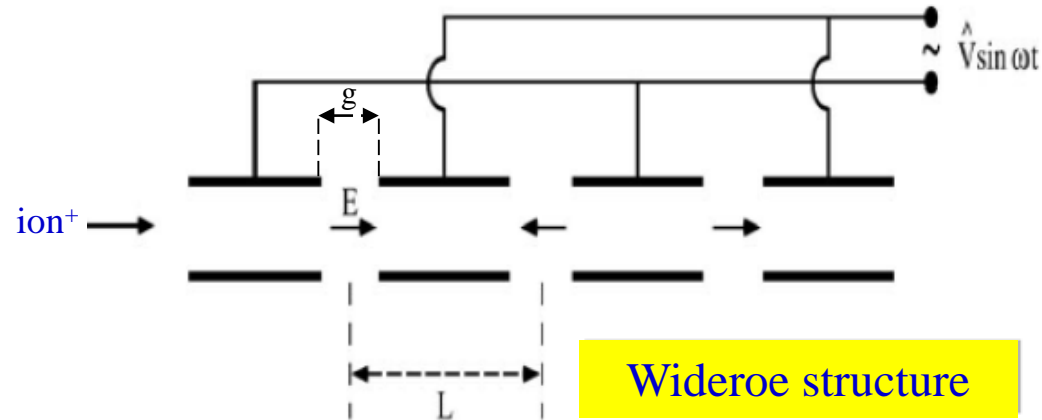 ~ V̂sin ωt
g
E
ion⁺
L
Wideroe structure